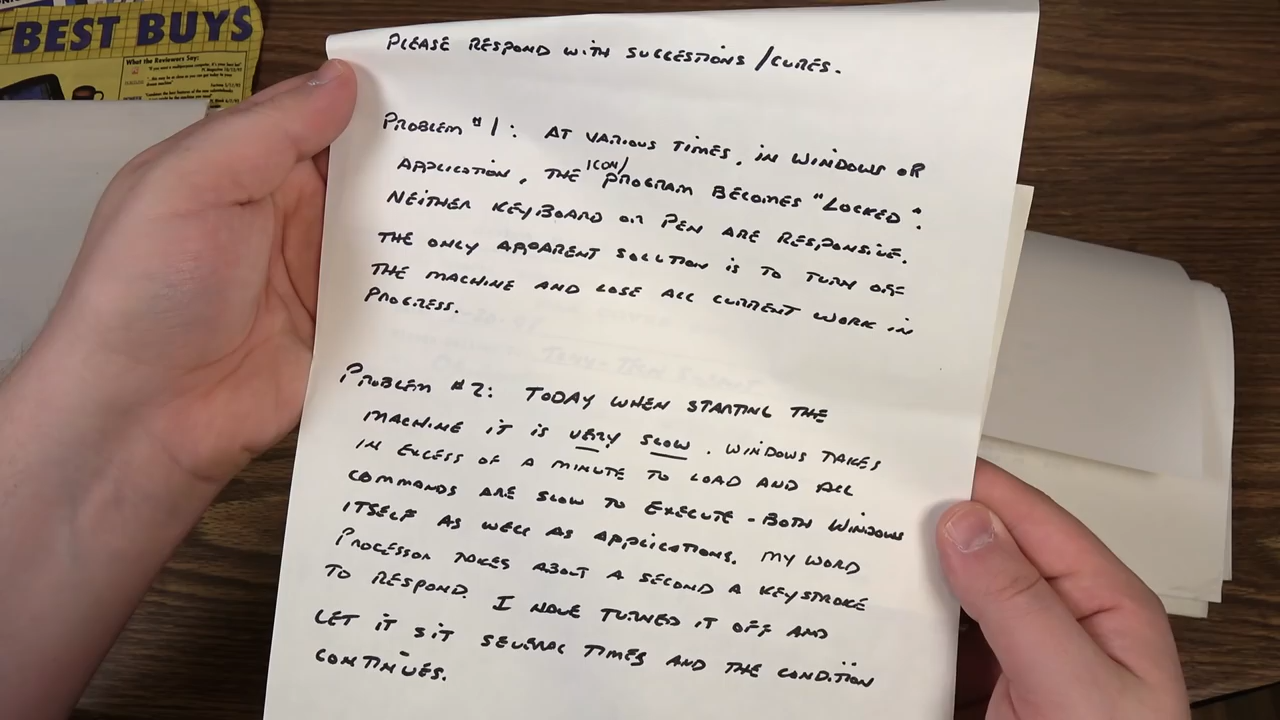 BEST BUYS
What the Reviewers Say:
PLEASE RESPOND WITH SUGGESTIONS/CURES.
PROBLEM #1: AT VARIOUS TIMES, IN WINDOWS OR
APPLICATION, THE ICON/PROGRAM BECOMES "LOCKED".
NEITHER KEYBOARD OR PEN ARE RESPONSIVE.
THE ONLY APPARENT SOLUTION IS TO TURN OFF
THE MACHINE AND LOSE ALL CURRENT WORK IN
PROGRESS.
PROBLEM #2: TODAY WHEN STARTING THE
MACHINE IT IS VERY SLOW. WINDOWS TAKES
IN EXCESS OF A MINUTE TO LOAD AND ALL
COMMANDS ARE SLOW TO EXECUTE - BOTH WINDOWS
ITSELF AS WELL AS APPLICATIONS. MY WORD
PROCESSOR TAKES ABOUT A SECOND A KEYSTROKE
TO RESPOND. I HAVE TURNED IT OFF AND
LET IT SIT SEVERAL TIMES AND THE CONDITION
CONTINUES.